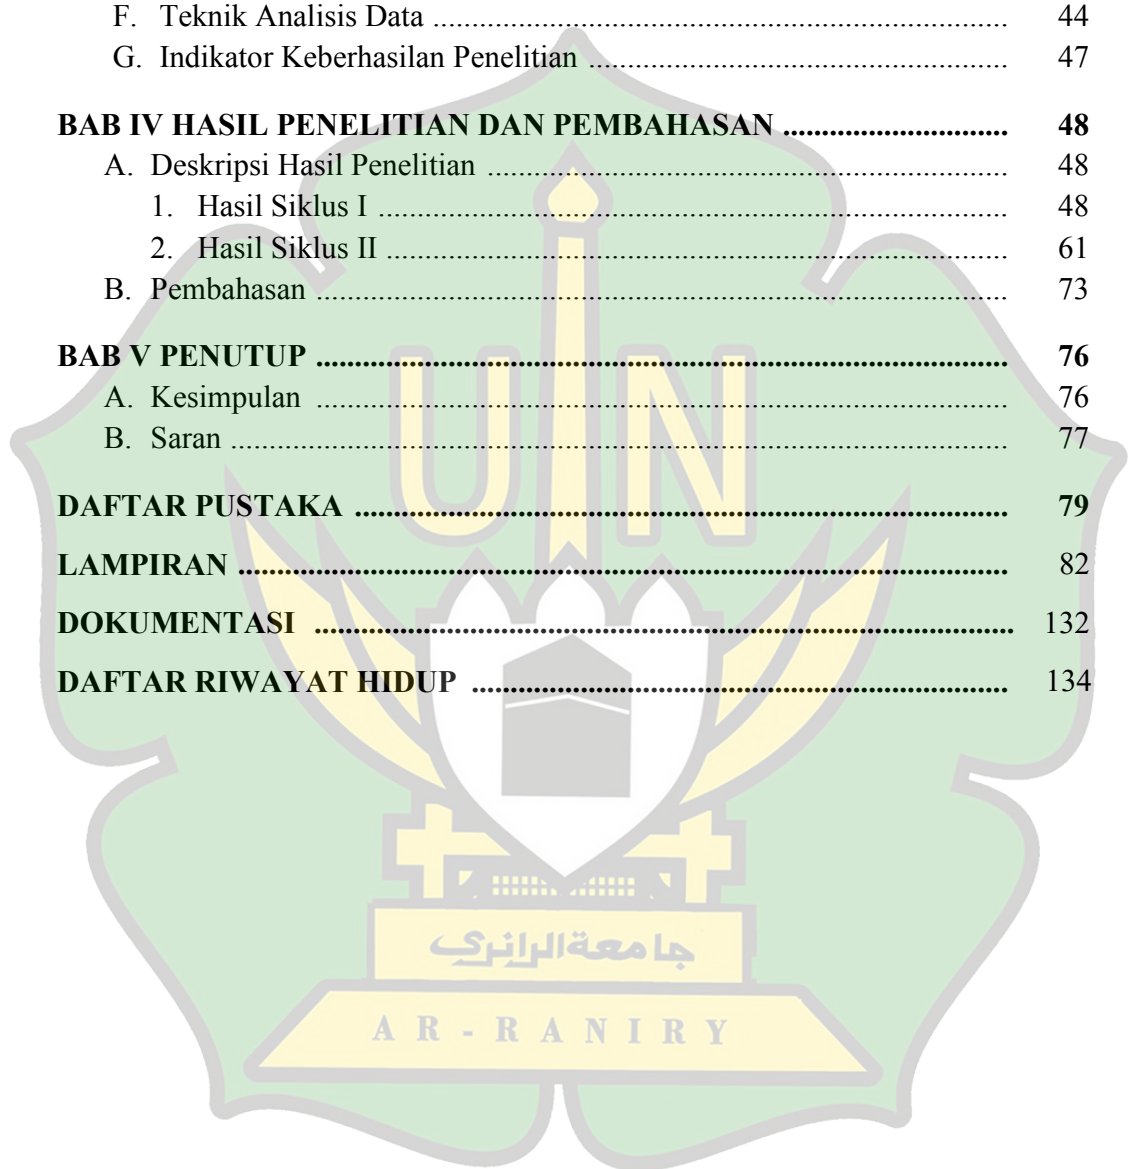 F. Teknik Analisis Data ............................................................. 44
G. Indikator Keberhasilan Penelitian ............................................. 47
BAB IV HASIL PENELITIAN DAN PEMBAHASAN ............................ 48
A. Deskripsi Hasil Penelitian ........................................................ 48
1. Hasil Siklus I .................................................................... 48
2. Hasil Siklus II ................................................................... 61
B. Pembahasan .......................................................................... 73
BAB V PENUTUP .......................................................................... 76
A. Kesimpulan .......................................................................... 76
B. Saran ................................................................................... 77
DAFTAR PUSTAKA ...................................................................... 79
LAMPIRAN ................................................................................... 82
DOKUMENTASI ........................................................................... 132
DAFTAR RIWAYAT HIDUP .......................................................... 134
UIN
جامعةالرانري
AR-RANIRY